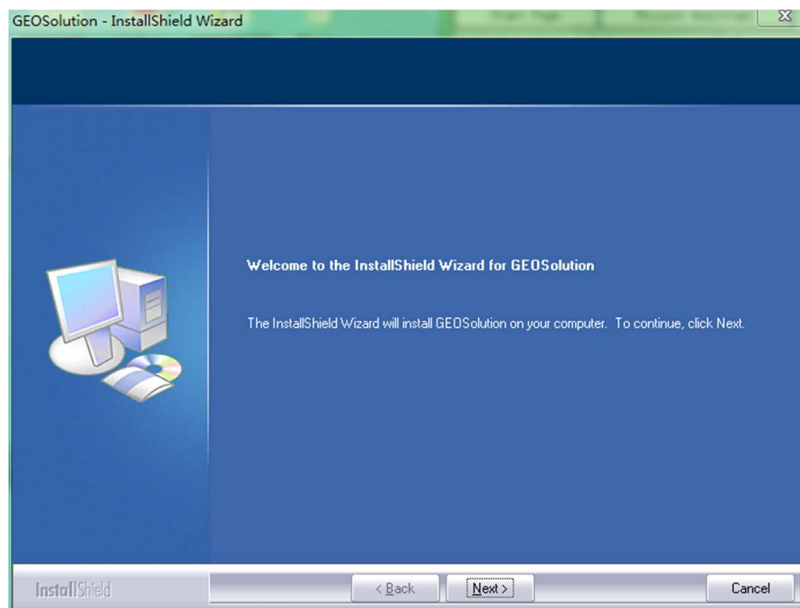 GEOSolution - InstallShield Wizard
Welcome to the InstallShield Wizard for GEOSolution
The InstallShield Wizard will install GEOSolution on your computer. To continue, click Next.
InstallShield
< Back
Next >
Cancel